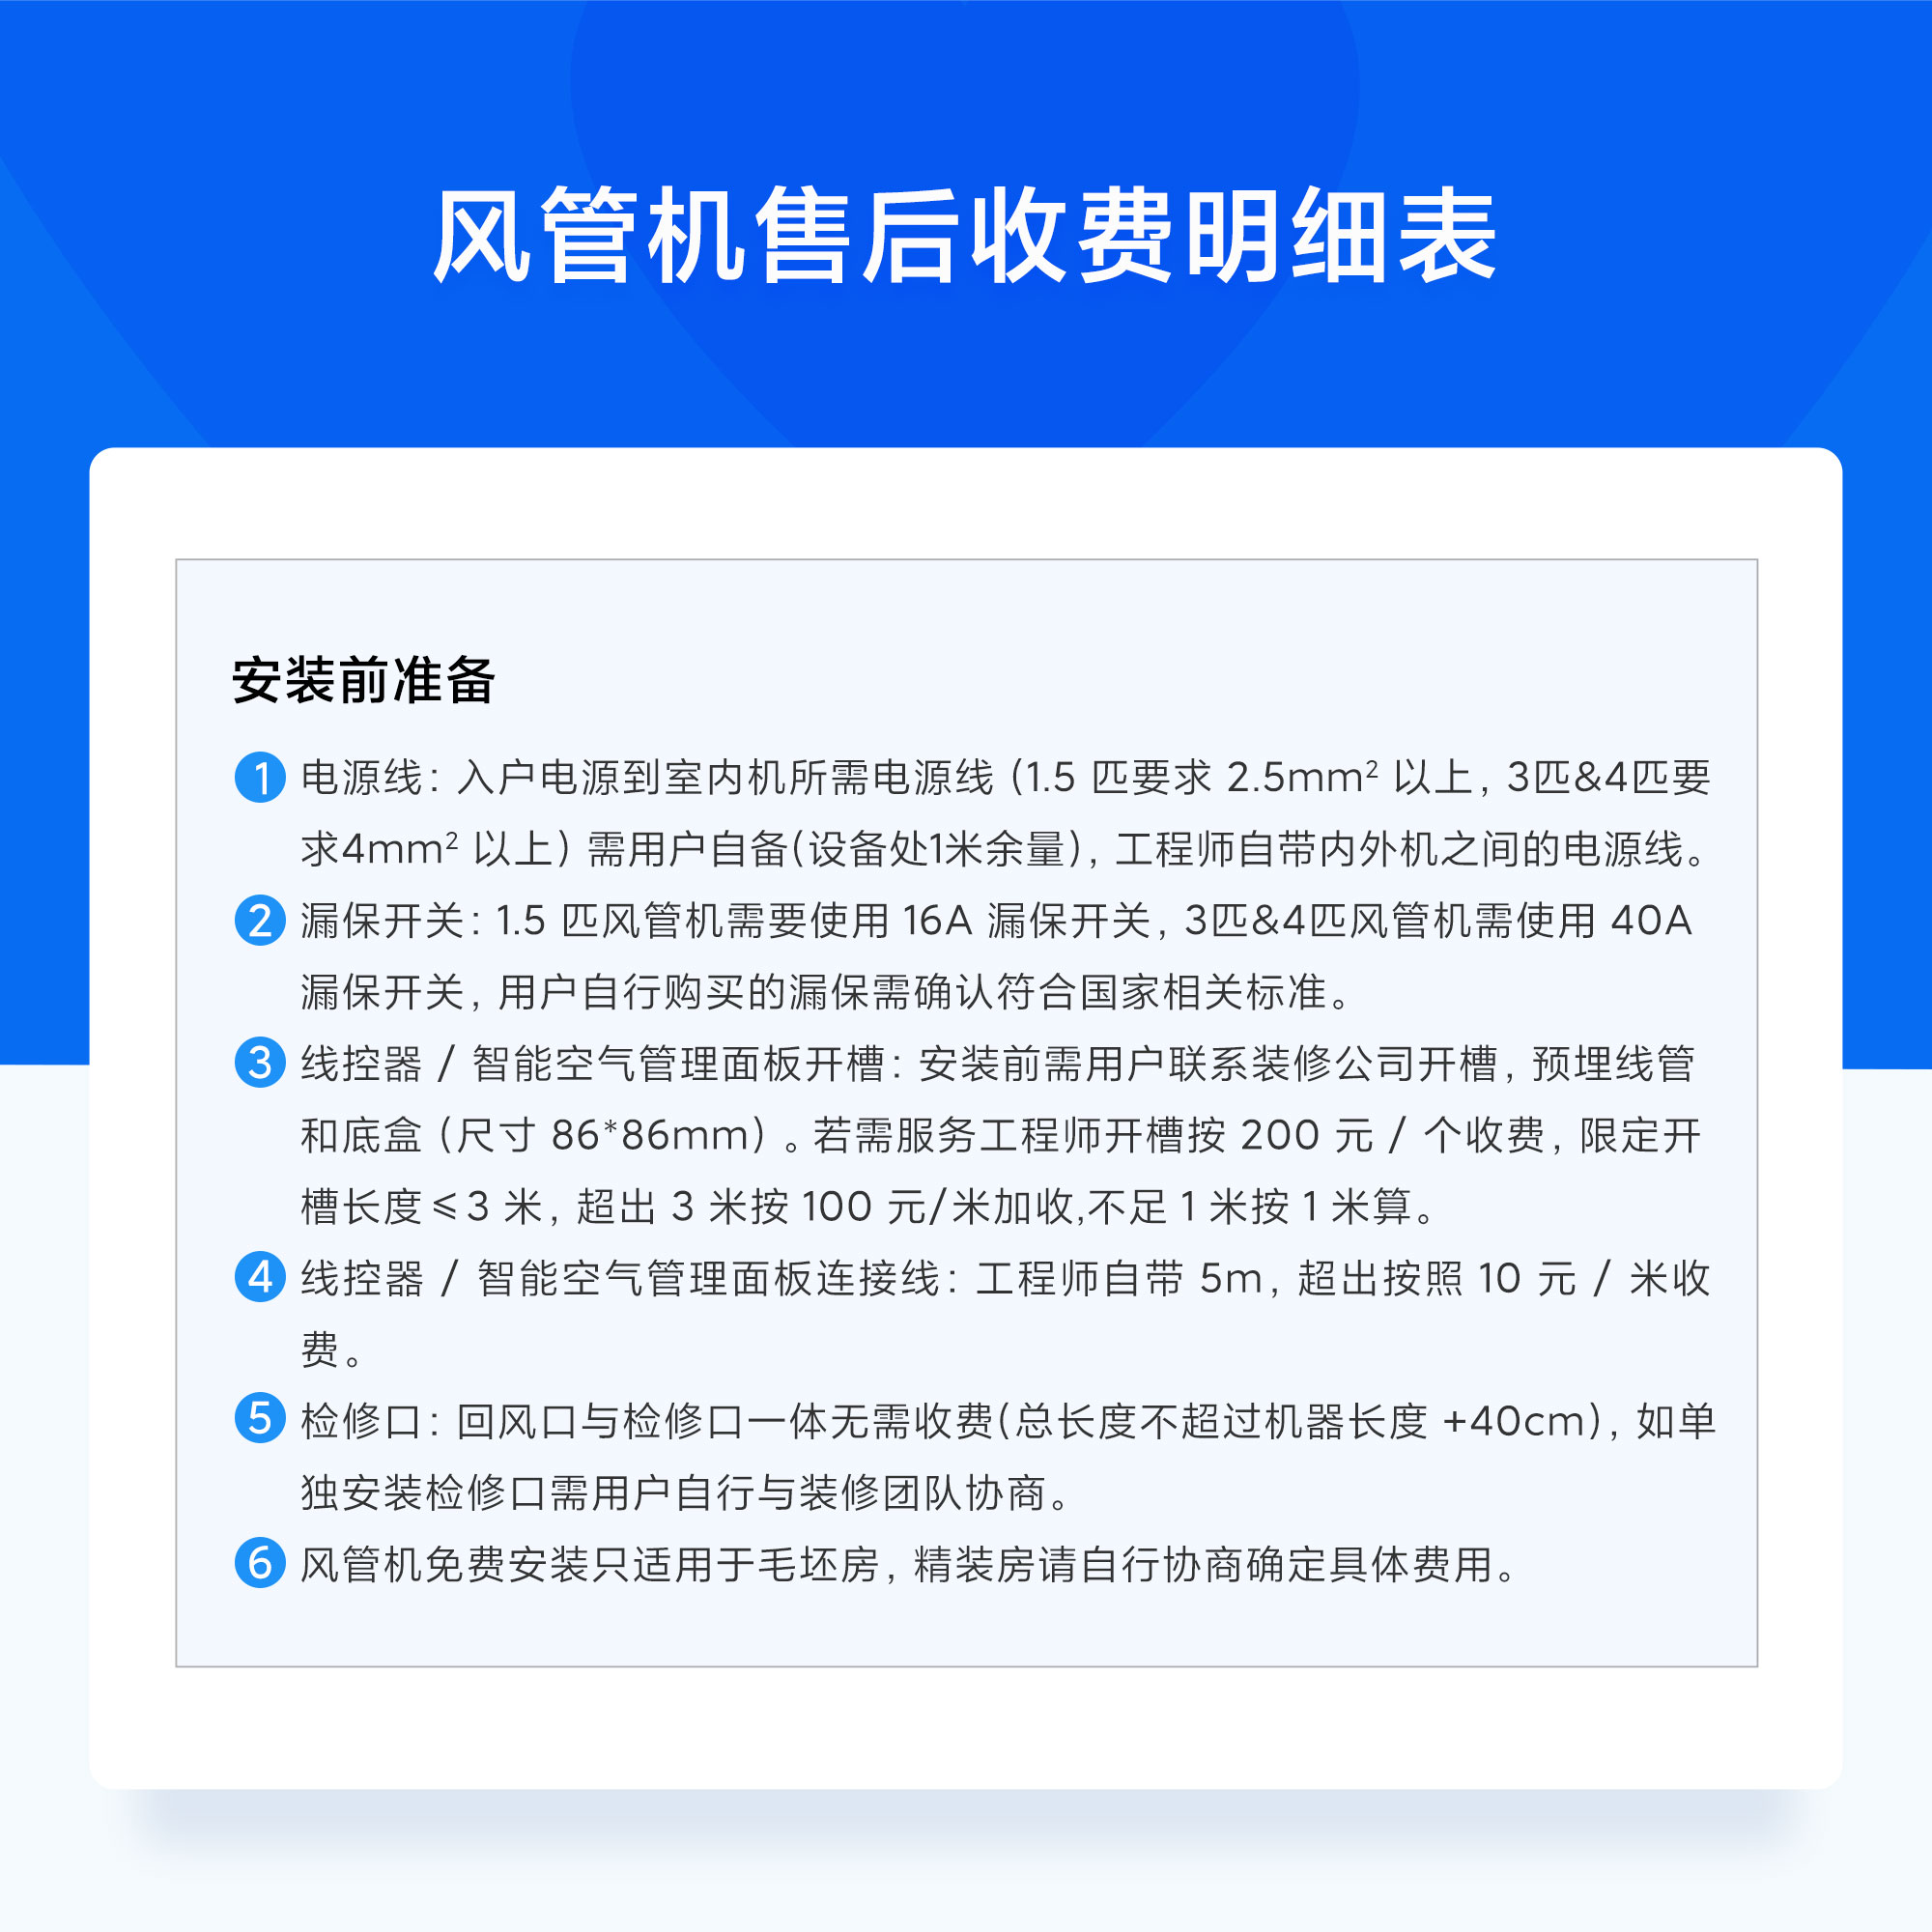 风管机售后收费明细表
安装前准备
1 电源线：入户电源到室内机所需电源线（1.5 匹要求 2.5mm² 以上，3匹&4匹要
求4mm² 以上）需用户自备(设备处1米余量)，工程师自带内外机之间的电源线。
2 漏保开关：1.5 匹风管机需要使用 16A 漏保开关，3匹&4匹风管机需使用 40A
漏保开关，用户自行购买的漏保需确认符合国家相关标准。
3 线控器 / 智能空气管理面板开槽：安装前需用户联系装修公司开槽，预埋线管
和底盒（尺寸 86*86mm）。若需服务工程师开槽按 200 元 / 个收费，限定开
槽长度≤3 米，超出 3 米按 100 元/米加收,不足 1 米按 1 米算。
4 线控器 / 智能空气管理面板连接线：工程师自带 5m，超出按照 10 元 / 米收
费。
5 检修口：回风口与检修口一体无需收费(总长度不超过机器长度 +40cm)，如单
独安装检修口需用户自行与装修团队协商。
6 风管机免费安装只适用于毛坯房，精装房请自行协商确定具体费用。